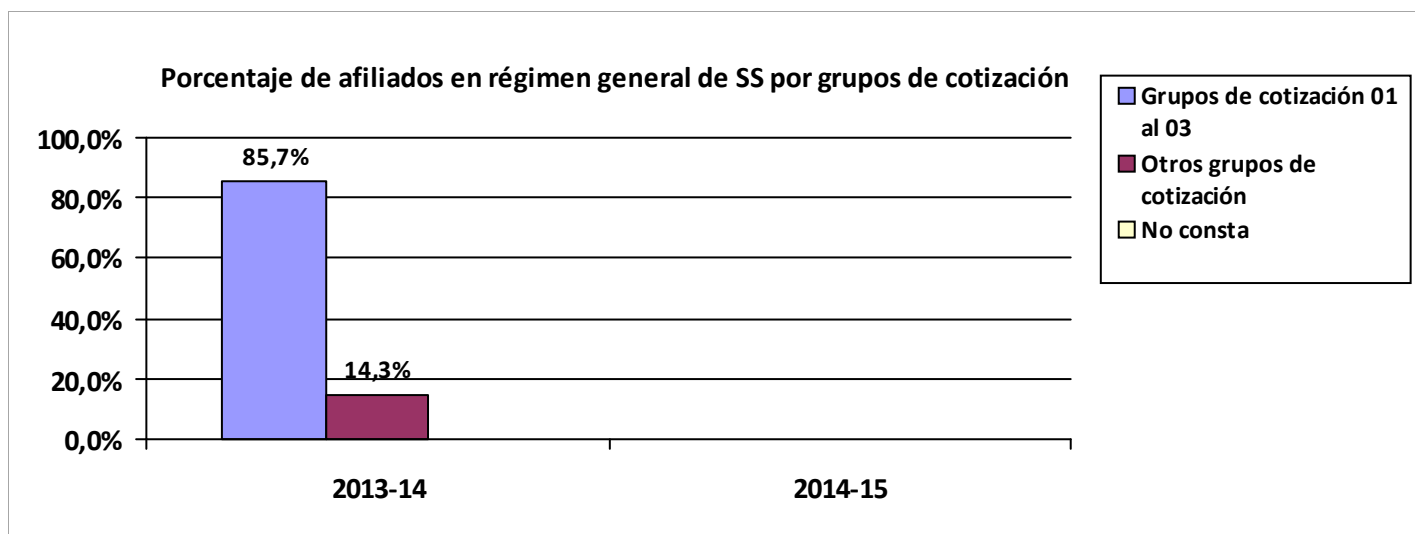 Porcentaje de afiliados en régimen general de SS por grupos de cotización
Grupos de cotización 01
al 03
Otros grupos de
cotización
No consta
100,0%
80,0%
60,0%
40,0%
20,0%
0,0%
85,7%
14,3%
2013-14
2014-15